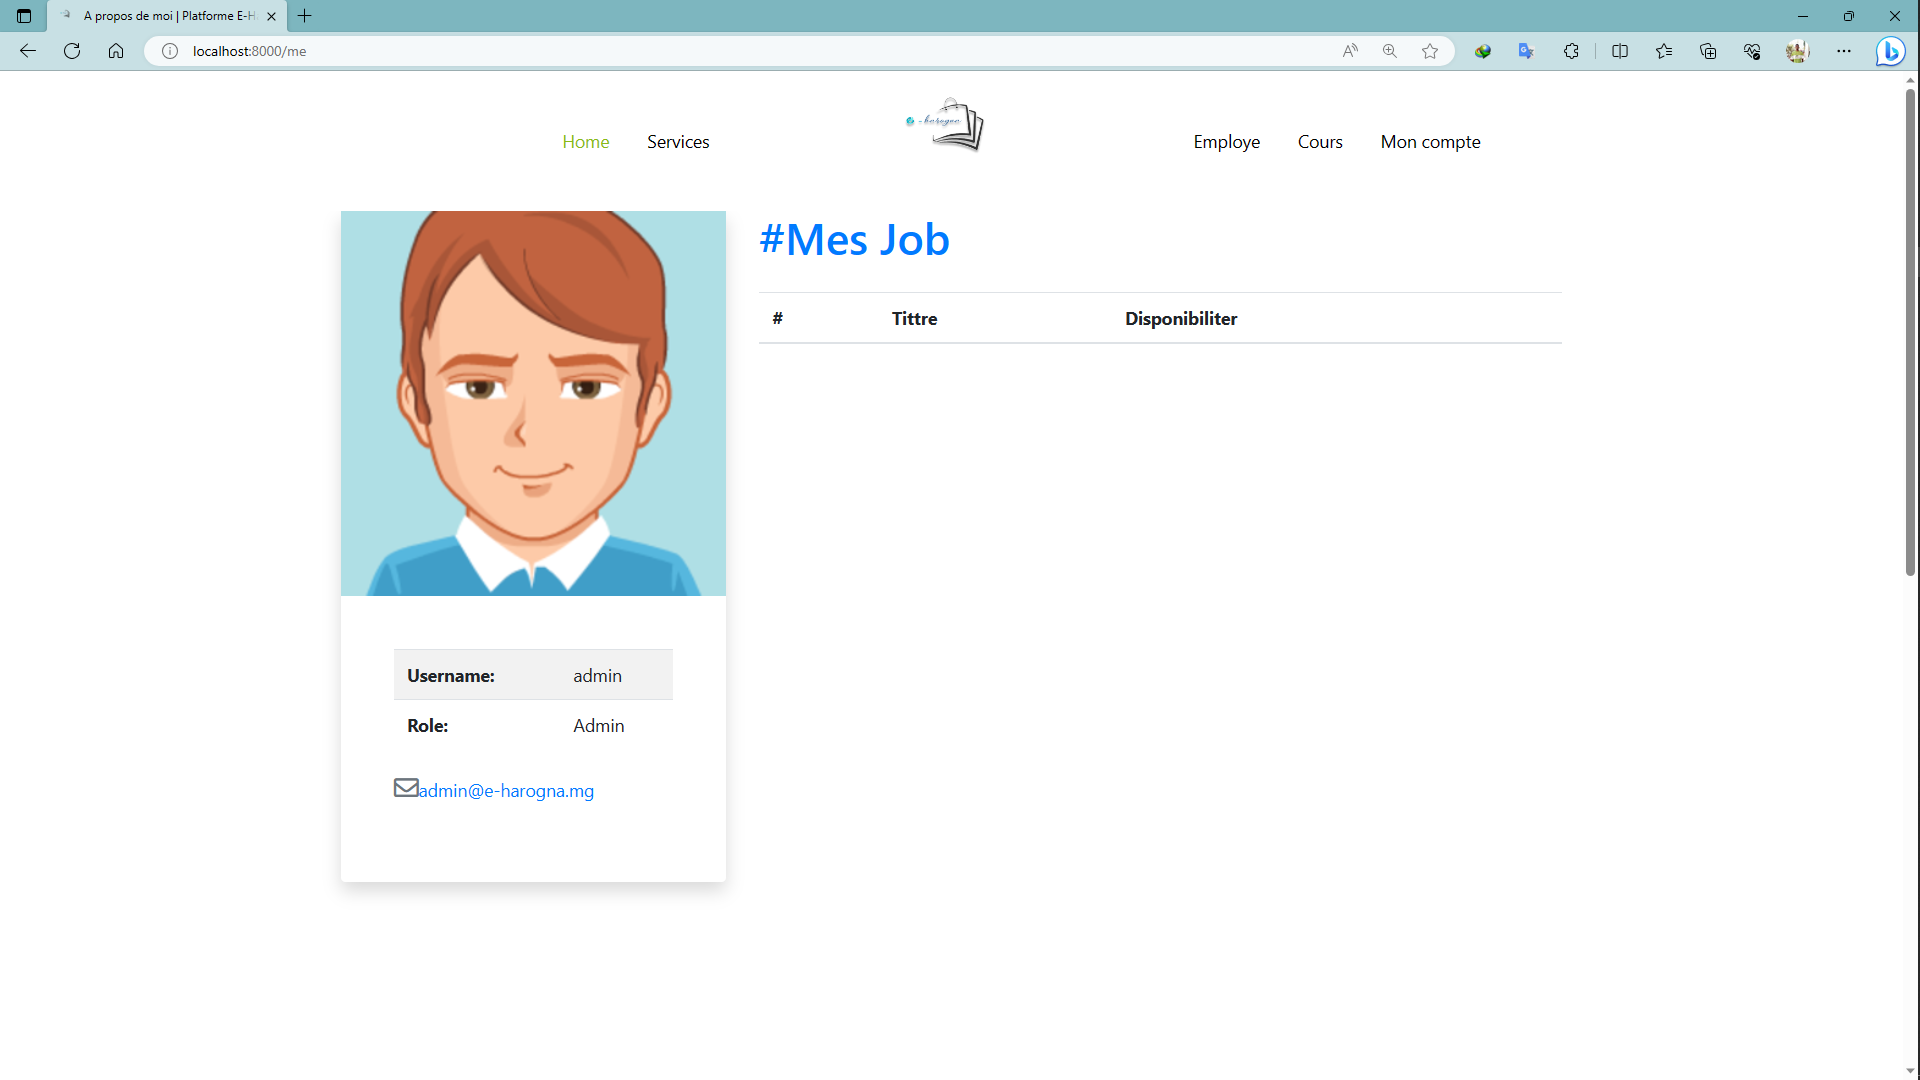 A propos de moi | Platforme E-H
localhost:8000/me
Home
Services
e-harogna
Employe
Cours
Mon compte
#Mes Job
# Tittre Disponibiliter
Username: admin
Role: Admin
admin@e-harogna.mg